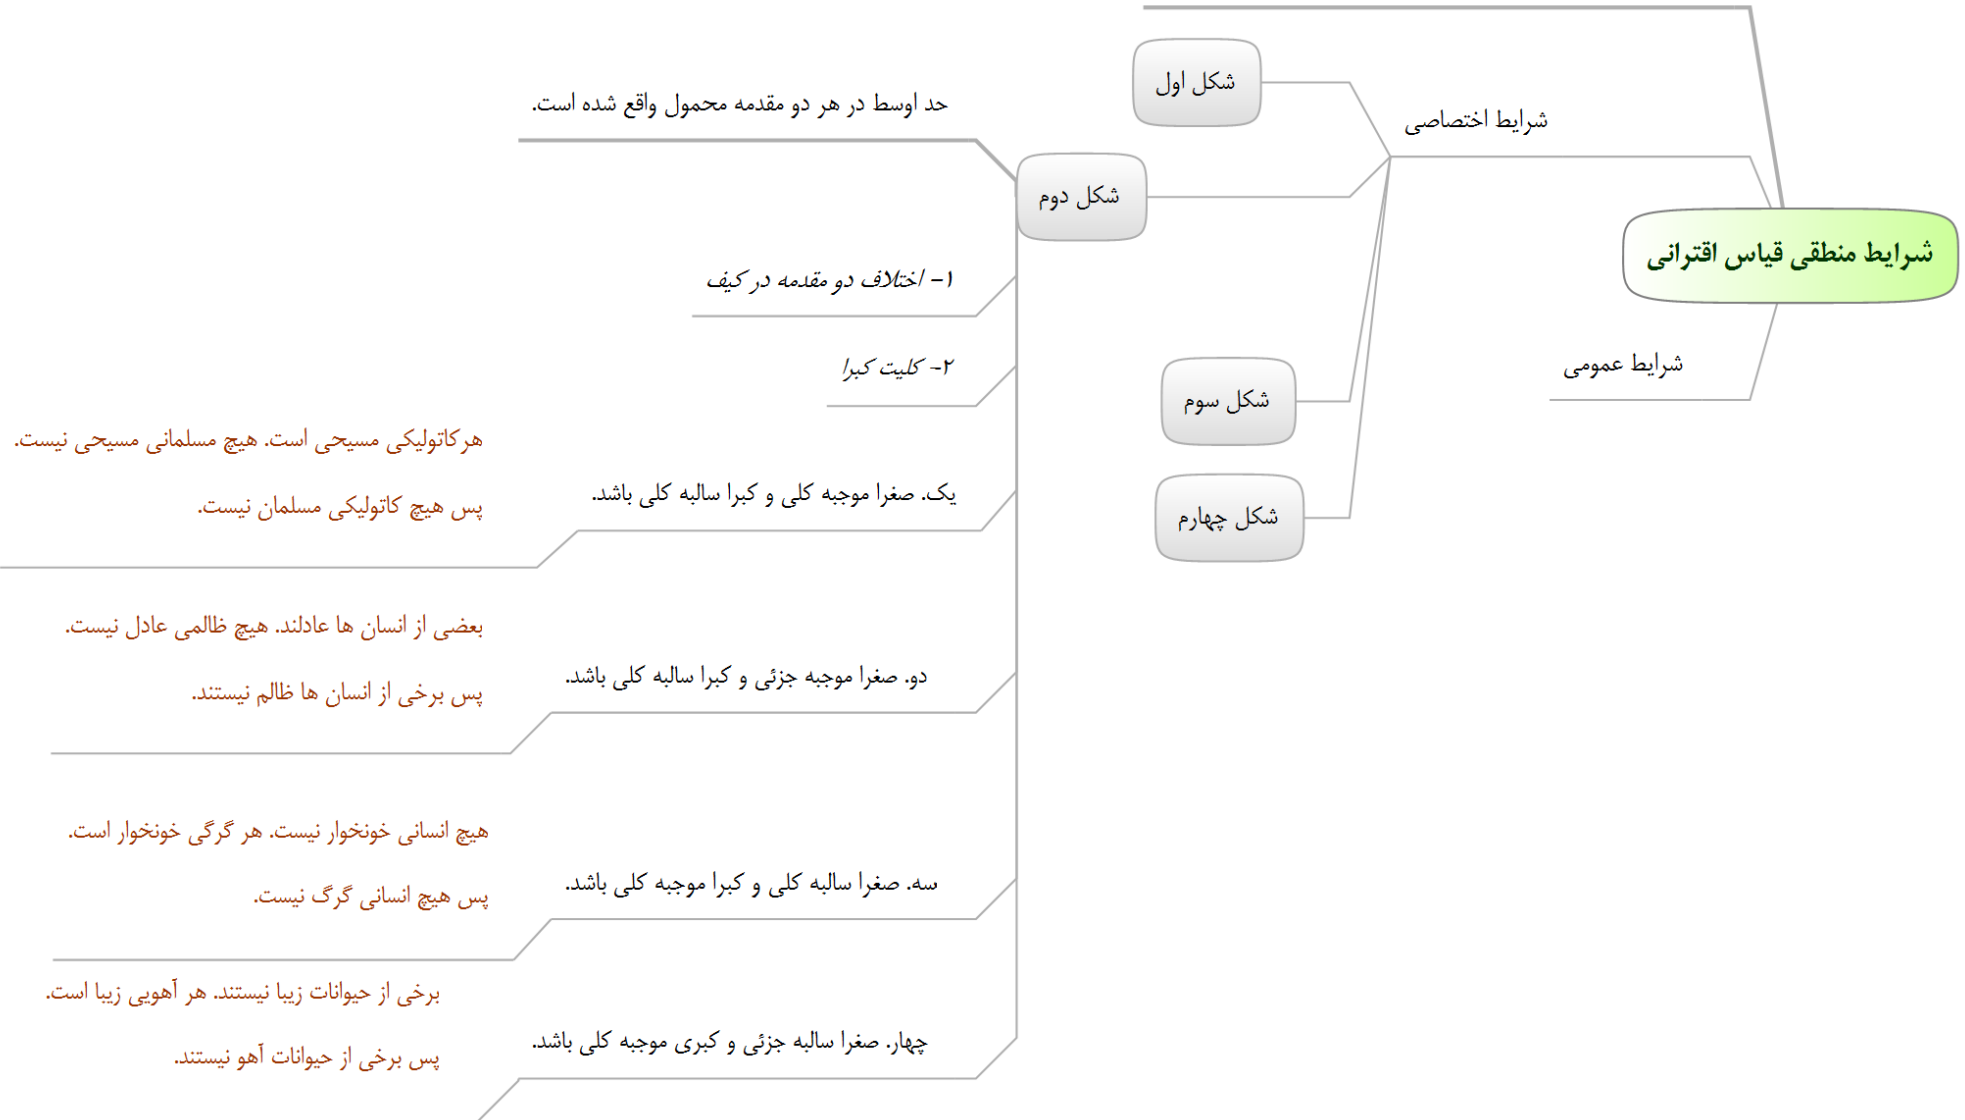 شرایط منطقی قیاس اقترانی
شرایط اختصاصی
شکل اول
شکل دوم
حد اوسط در هر دو مقدمه محمول واقع شده است.
۱- اختلاف دو مقدمه در کیف
۲- کلیت کبرا
یک. صغرا موجبه کلی و کبرا سالبه کلی باشد.
هرکاتولیکی مسیحی است. هیچ مسلمانی مسیحی نیست.
پس هیچ کاتولیکی مسلمان نیست.
دو. صغرا موجبه جزئی و کبرا سالبه کلی باشد.
بعضی از انسان ها عادلند. هیچ ظالمی عادل نیست.
پس برخی از انسان ها ظالم نیستند.
سه. صغرا سالبه کلی و کبرا موجبه کلی باشد.
هیچ انسانی خونخوار نیست. هر گرگی خونخوار است.
پس هیچ انسانی گرگ نیست.
چهار. صغرا سالبه جزئی و کبری موجبه کلی باشد.
برخی از حیوانات زیبا نیستند. هر آهویی زیبا است.
پس برخی از حیوانات آهو نیستند.
شکل سوم
شکل چهارم
شرایط عمومی